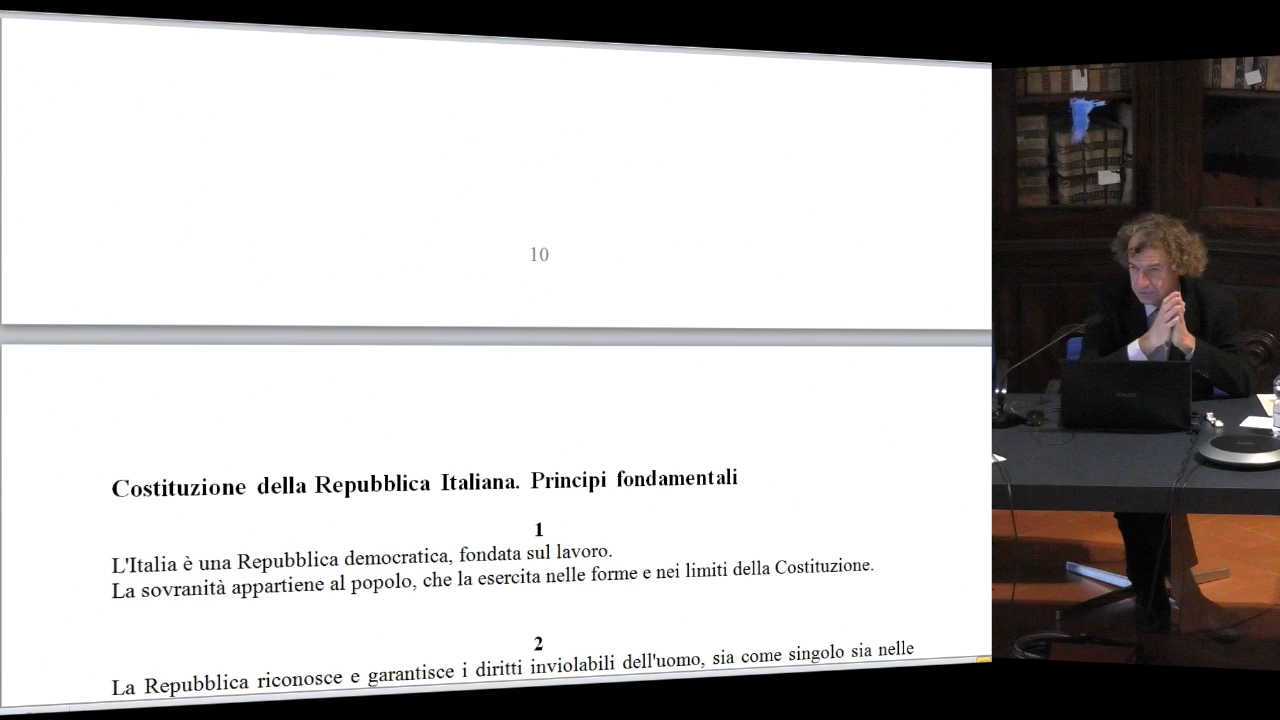 10
Costituzione della Repubblica Italiana. Principi fondamentali
1
L'Italia è una Repubblica democratica, fondata sul lavoro.
La sovranità appartiene al popolo, che la esercita nelle forme e nei limiti della Costituzione.
2
La Repubblica riconosce e garantisce i diritti inviolabili dell'uomo, sia come singolo sia nelle